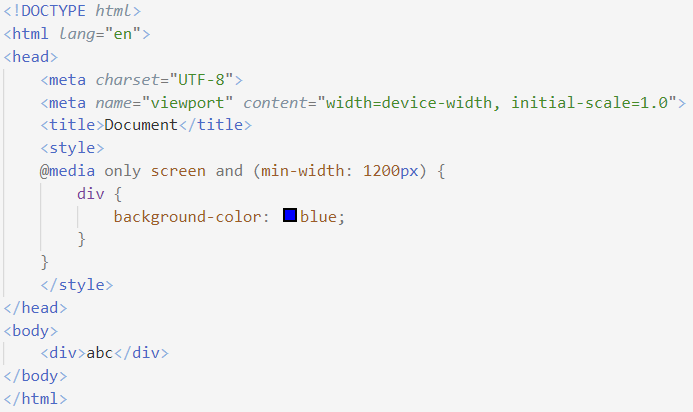 <!DOCTYPE html>
<html lang="en">
<head>
    <meta charset="UTF-8">
    <meta name="viewport" content="width=device-width, initial-scale=1.0">
    <title>Document</title>
    <style>
    @media only screen and (min-width: 1200px) {
        div {
            background-color: blue;
        }
    }
    </style>
</head>
<body>
    <div>abc</div>
</body>
</html>